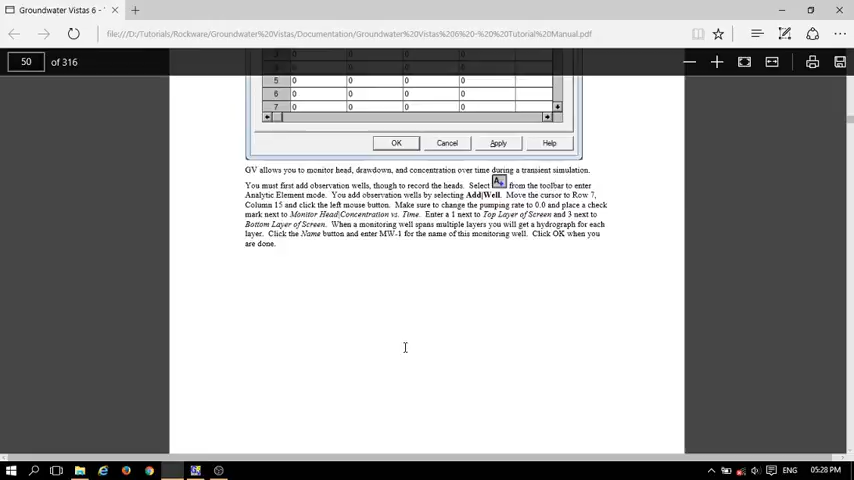 Groundwater Vistas 6 -
file:///D:/Tutorials/Rockware/Groundwater%20Vistas/Documentation/Groundwater%20Vistas%206%20-%20%20Tutorial%20Manual.pdf
50 of 316
5 0 0 0 0
6 0 0 0 0
7 0 0 0 0
OK Cancel Apply Help
GV allows you to monitor head, drawdown, and concentration over time during a transient simulation.
You must first add observation wells, though to record the heads. Select A from the toolbar to enter
Analytic Element mode. You add observation wells by selecting Add|Well. Move the cursor to Row 7,
Column 15 and click the left mouse button. Make sure to change the pumping rate to 0.0 and place a check
mark next to Monitor Head|Concentration vs. Time. Enter a 1 next to Top Layer of Screen and 3 next to
Bottom Layer of Screen. When a monitoring well spans multiple layers you will get a hydrograph for each
layer. Click the Name button and enter MW-1 for the name of this monitoring well. Click OK when you
are done.
ENG 05:28 PM